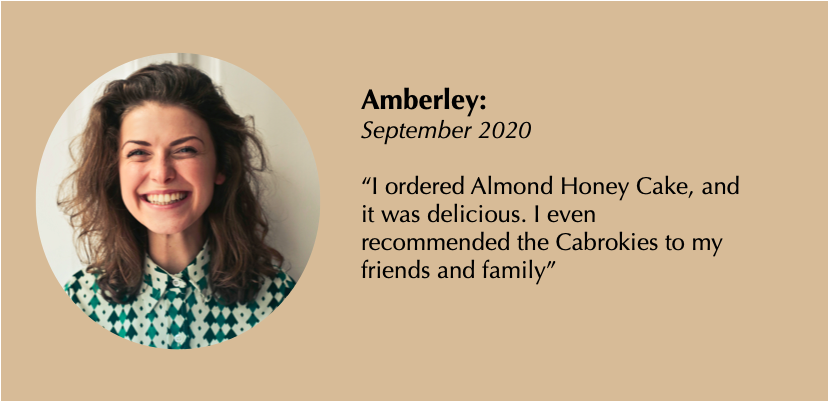 Amberley:
September 2020
“I ordered Almond Honey Cake, and
it was delicious. I even
recommended the Cabrokies to my
friends and family”